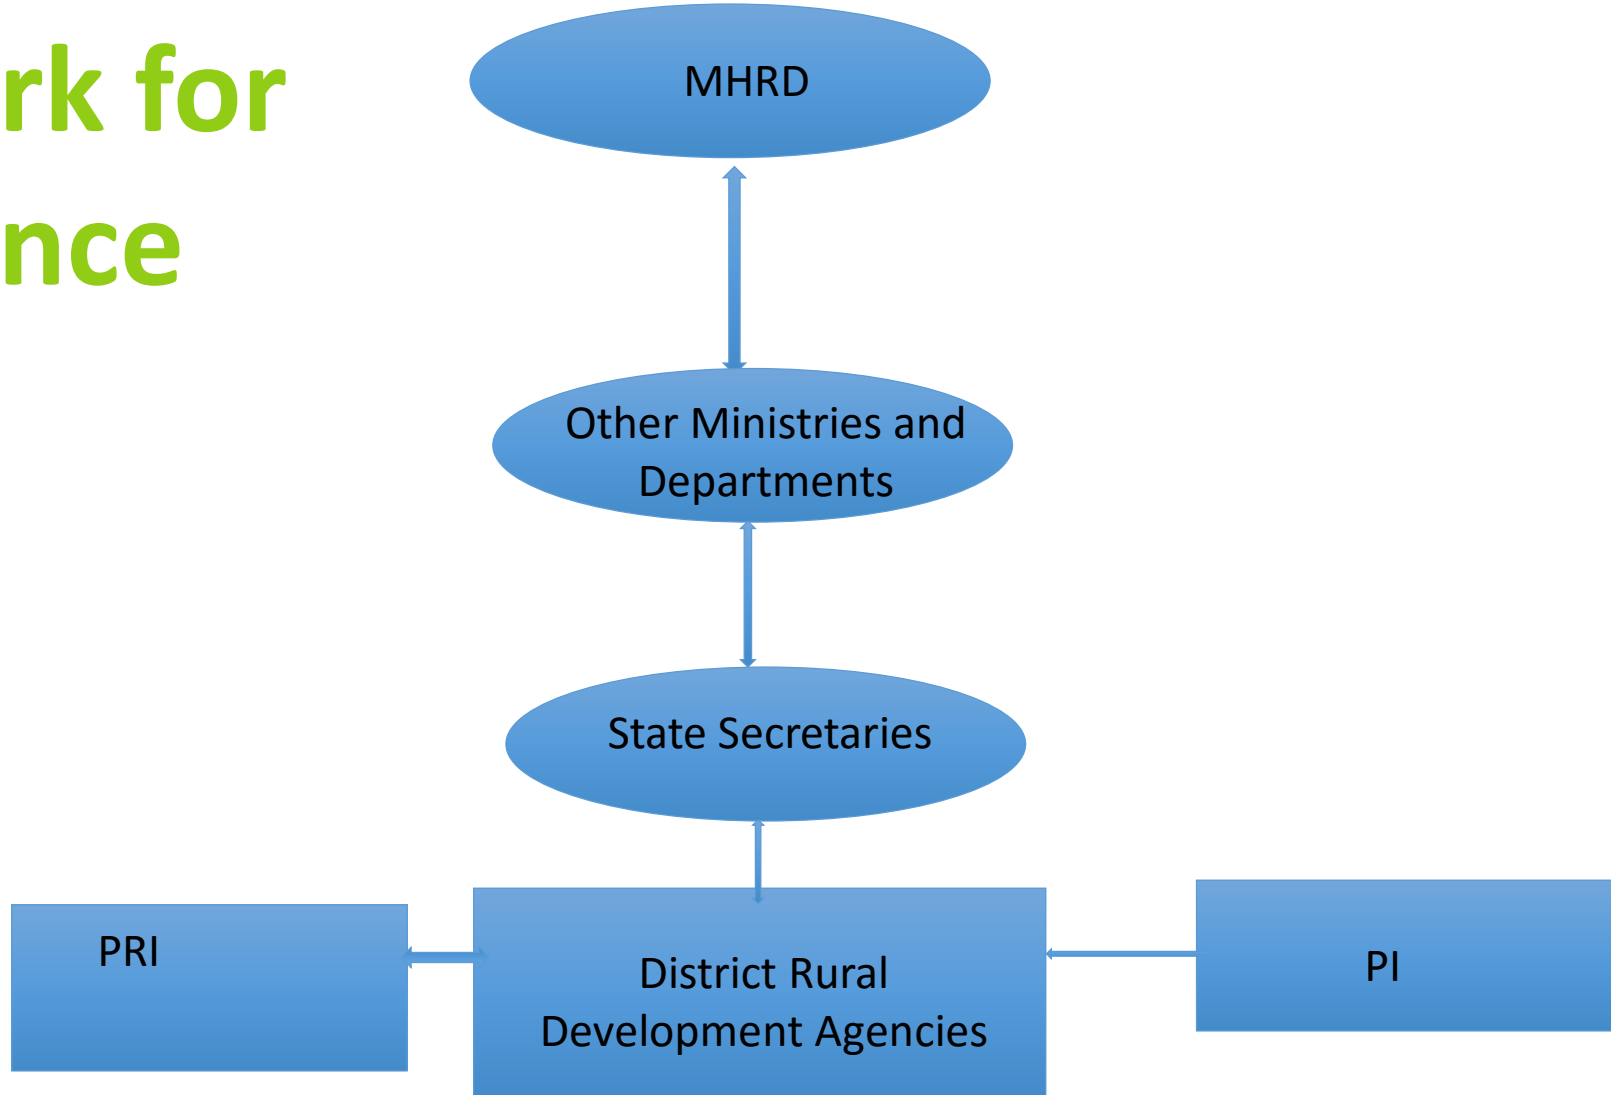 rk for
nce
MHRD
Other Ministries and
Departments
State Secretaries
PRI
District Rural
Development Agencies
PI